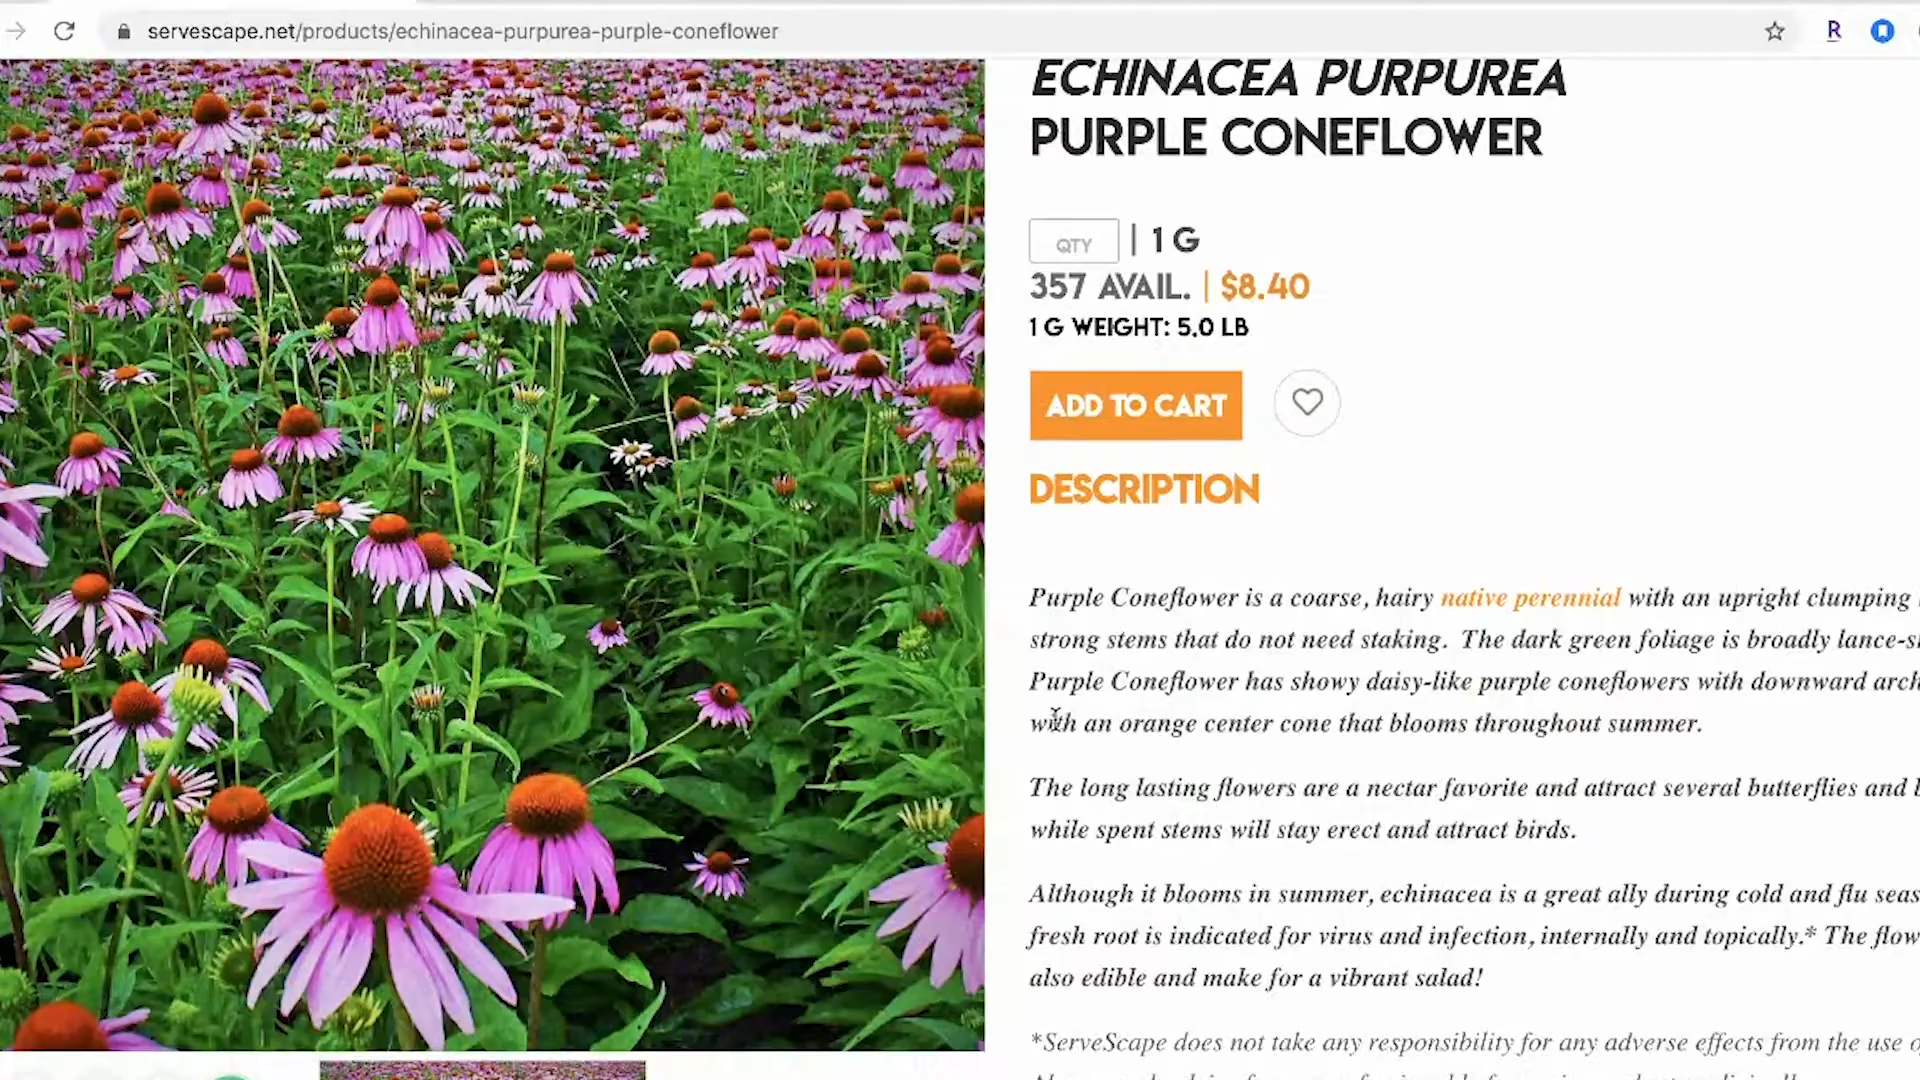 servescape.net/products/echinacea-purpurea-purple-coneflower
R
ECHINACEA PURPUREA
PURPLE CONEFLOWER
QTY | 1 G
357 AVAIL. | $8.40
1 G WEIGHT: 5.0 LB
ADD TO CART
DESCRIPTION
Purple Coneflower is a coarse, hairy native perennial with an upright clumping
strong stems that do not need staking. The dark green foliage is broadly
Purple Coneflower has showy daisy-like purple coneflowers with downward
with an orange center cone that blooms throughout summer.
The long lasting flowers are a nectar favorite and attract several butterflies and
while spent stems will stay erect and attract birds.
Although it blooms in summer, echinacea is a great ally during cold and flu
fresh root is indicated for virus and infection, internally and topically.* The
also edible and make for a vibrant salad!
*ServeScape does not take any responsibility for any adverse effects from the use